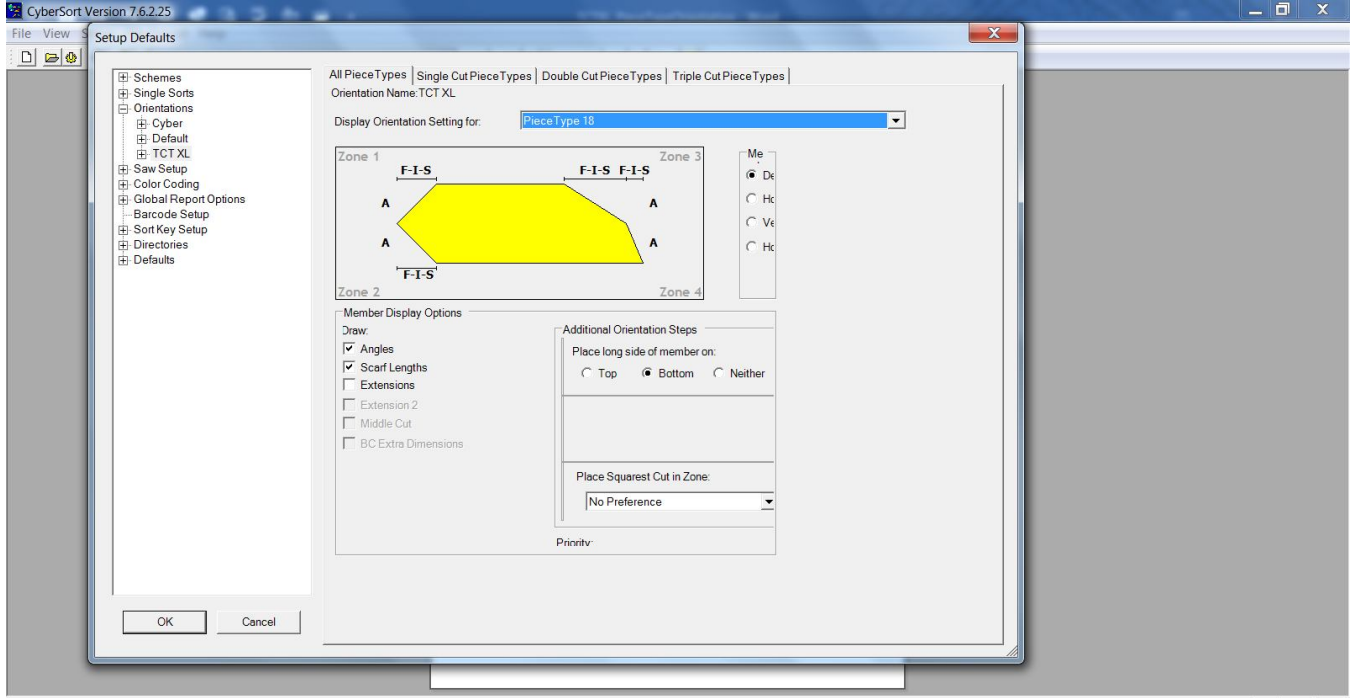 CyberSort Version 7.6.2.25
File View
Setup Defaults
Schemes
Single Sorts
Orientations
Cyber
Default
TCT XL
Saw Setup
Color Coding
Global Report Options
Barcode Setup
Sort Key Setup
Directories
Defaults
OK Cancel
All PieceTypes Single Cut PieceTypes Double Cut PieceTypes Triple Cut PieceTypes
Orientation Name:TCT XL
Display Orientation Setting for: PieceType 18
Zone 1 Zone 3
F-I-S F-I-S F-I-S
A A
A A
F-I-S
Zone 2 Zone 4
Me
De
Ho
Ve
Ho
Member Display Options
Draw:
Angles
Scarf Lengths
Extensions
Extension 2
Middle Cut
BC Extra Dimensions
Additional Orientation Steps
Place long side of member on:
Top Bottom Neither
Place Squarest Cut in Zone:
No Preference
Priority: